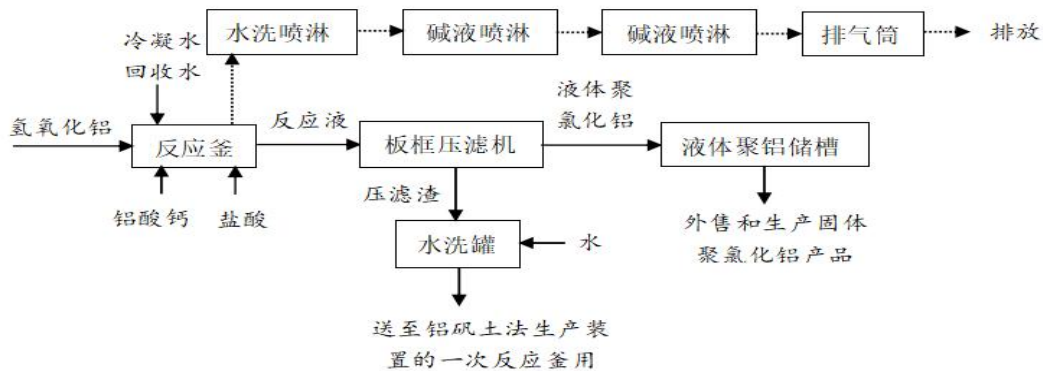 水洗喷淋
碱液喷淋
碱液喷淋
排气筒
排放
冷凝水
回收水
氢氧化铝
反应釜
反应液
板框压滤机
液体聚
氯化铝
液体聚铝储槽
铝酸钙
盐酸
压滤渣
水洗罐
水
外售和生产固体
聚氯化铝产品
送至铝矾土法生产装
置的一次反应釜用